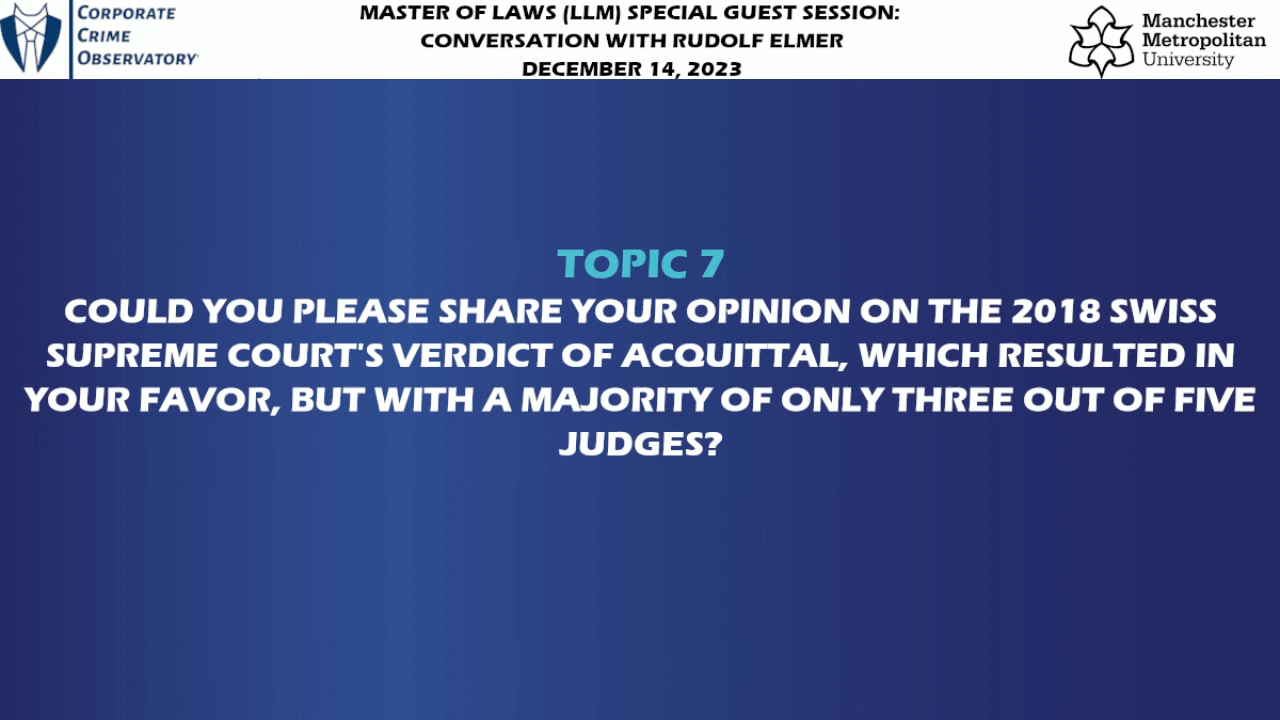 CORPORATE
CRIME
OBSERVATORY
MASTER OF LAWS (LLM) SPECIAL GUEST SESSION:
CONVERSATION WITH RUDOLF ELMER
DECEMBER 14, 2023
Manchester
Metropolitan
University
TOPIC 7
COULD YOU PLEASE SHARE YOUR OPINION ON THE 2018 SWISS
SUPREME COURT'S VERDICT OF ACQUITTAL, WHICH RESULTED IN
YOUR FAVOR, BUT WITH A MAJORITY OF ONLY THREE OUT OF FIVE
JUDGES?